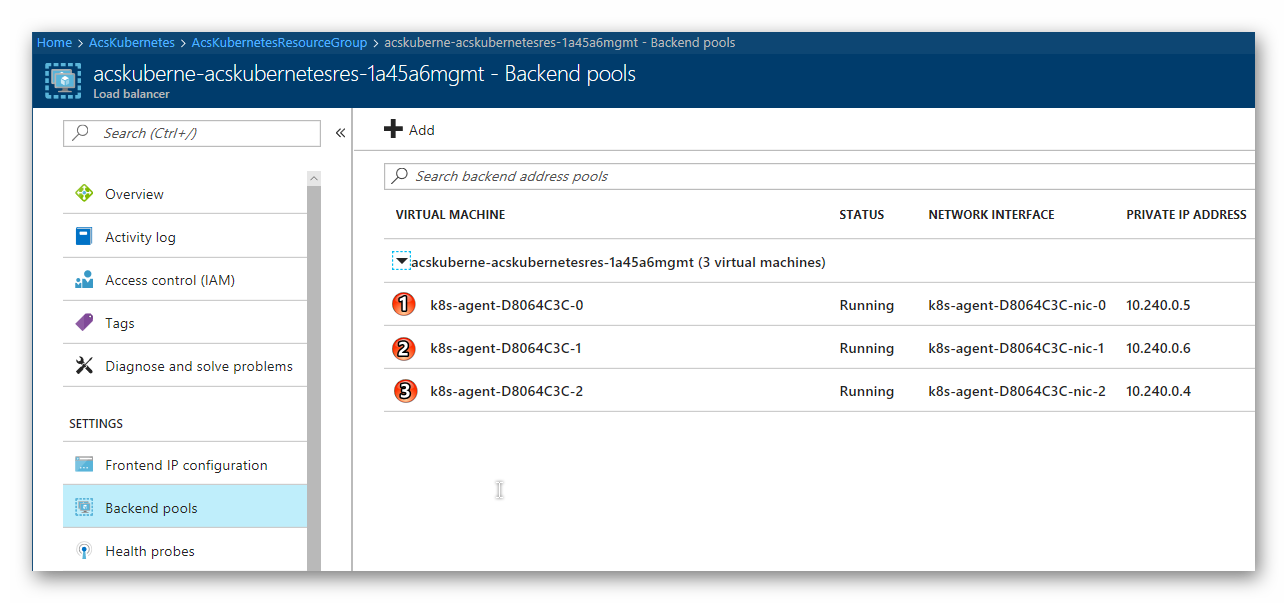 Home > AcsKubernetes > AcsKubernetesResourceGroup > acskuberne-acskubernetesres-1a45a6mgmt - Backend pools
acskuberne-acskubernetesres-1a45a6mgmt - Backend pools
Load balancer
Search (Ctrl+/)
«
Overview
Activity log
Access control (IAM)
Tags
Diagnose and solve problems
SETTINGS
Frontend IP configuration
Backend pools
Health probes
Add
Search backend address pools
VIRTUAL MACHINE STATUS NETWORK INTERFACE PRIVATE IP ADDRESS
acskuberne-acskubernetesres-1a45a6mgmt (3 virtual machines)
1 k8s-agent-D8064C3C-0 Running k8s-agent-D8064C3C-nic-0 10.240.0.5
2 k8s-agent-D8064C3C-1 Running k8s-agent-D8064C3C-nic-1 10.240.0.6
3 k8s-agent-D8064C3C-2 Running k8s-agent-D8064C3C-nic-2 10.240.0.4